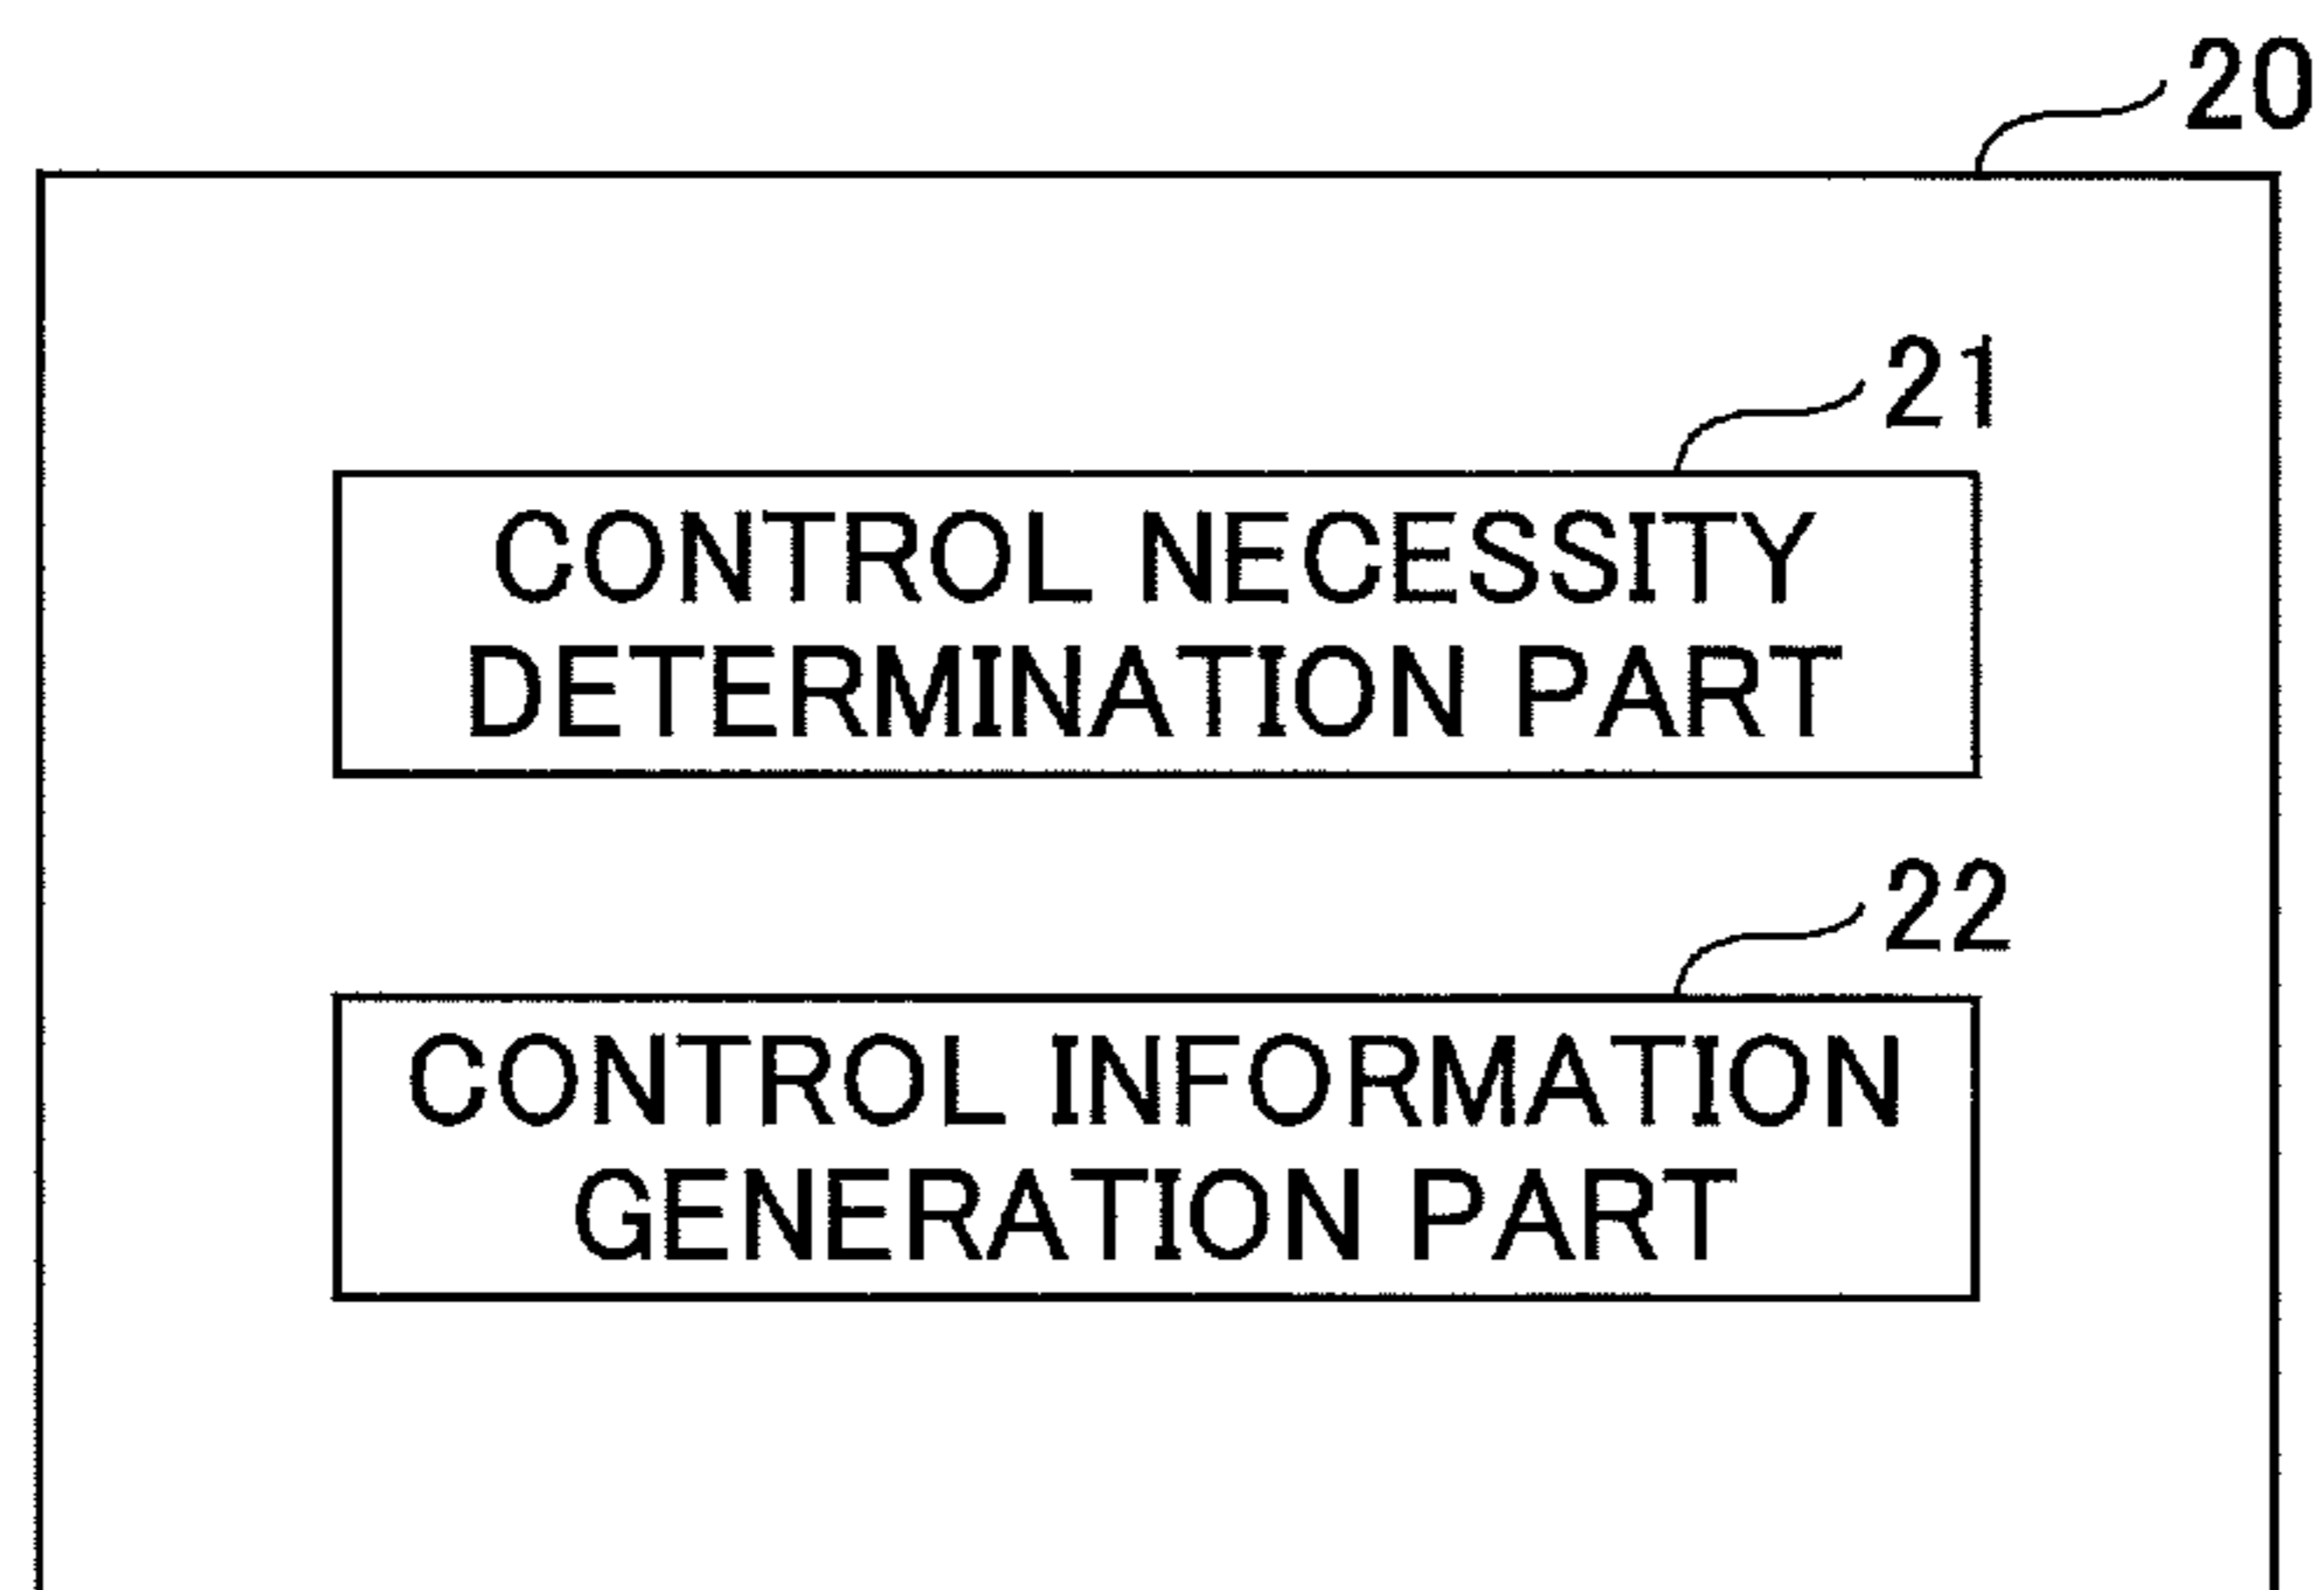 20
21
CONTROL NECESSITY
DETERMINATION PART
22
CONTROL INFORMATION
GENERATION PART